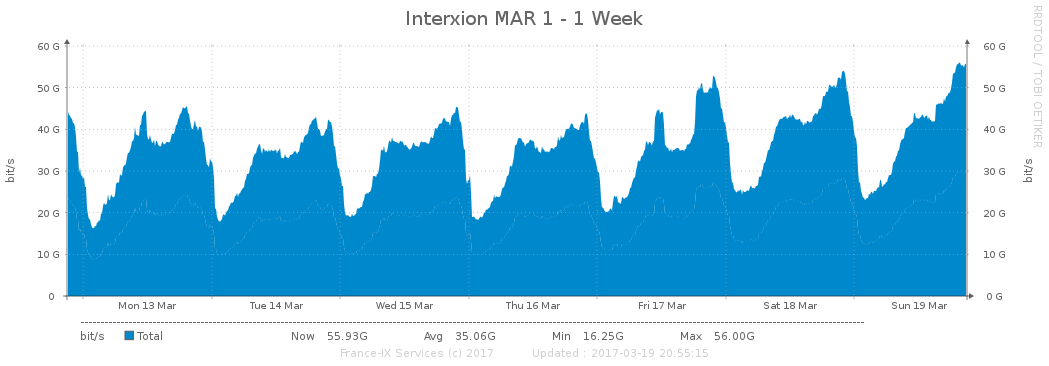 Interxion MAR 1 - 1 Week
RRDTOOL / TOBI OETIKER
bit/s
60 G
50 G
40 G
30 G
20 G
10 G
0
60 G
50 G
40 G
30 G
20 G
10 G
0 G
bit/s
Mon 13 Mar Tue 14 Mar Wed 15 Mar Thu 16 Mar Fri 17 Mar Sat 18 Mar Sun 19 Mar
bit/s Total Now 55.93G Avg 35.06G Min 16.25G Max 56.00G
France-IX Services (c) 2017 Updated : 2017-03-19 20:55:15